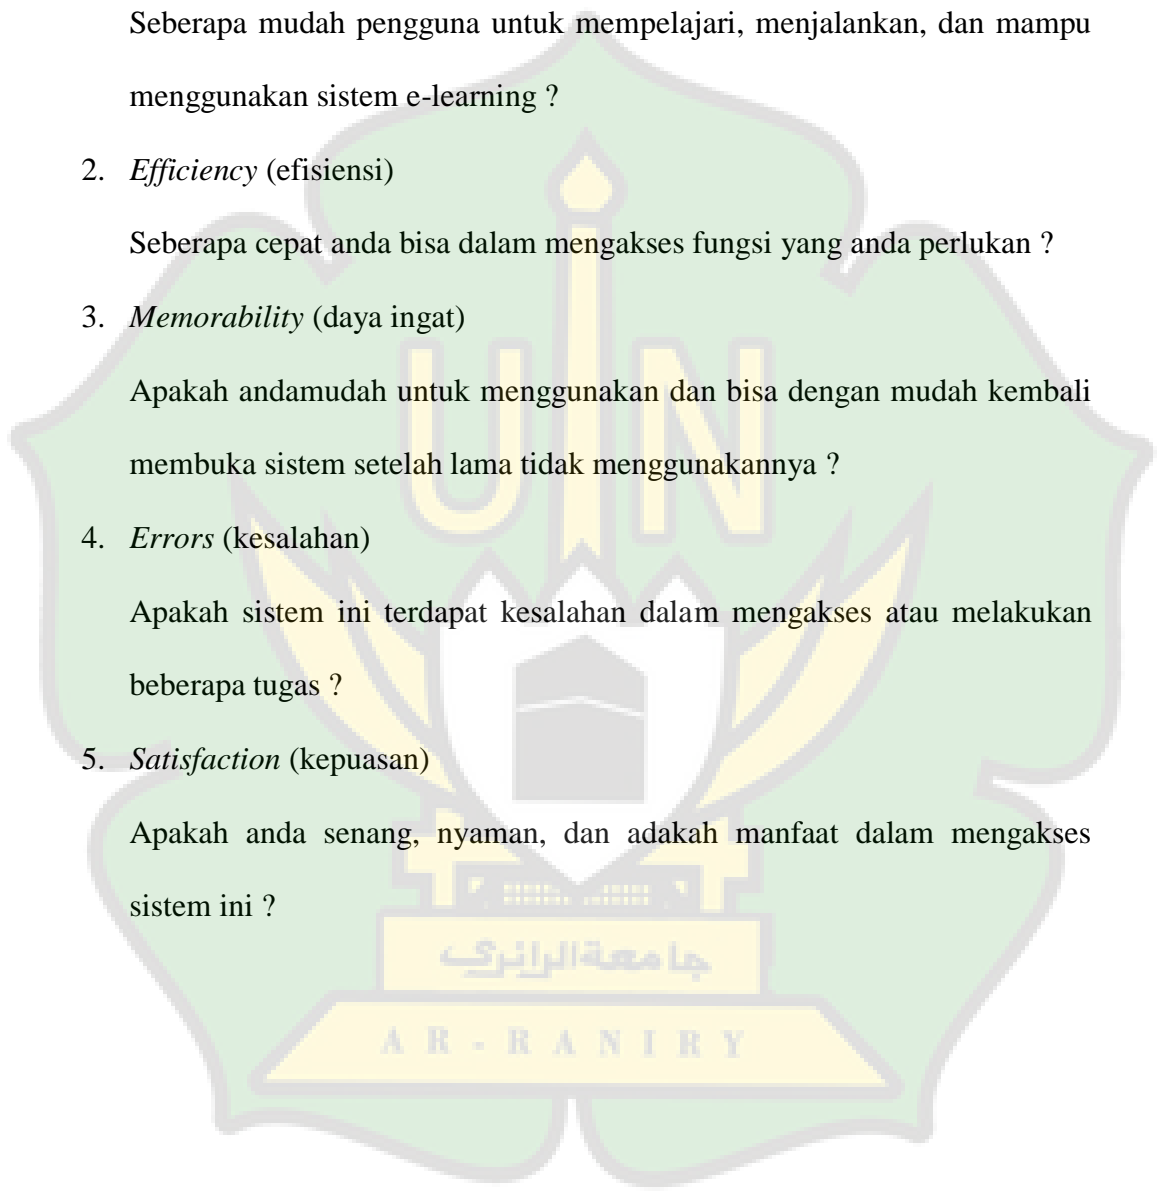 Seberapa mudah pengguna untuk mempelajari, menjalankan, dan mampu
menggunakan sistem e-learning ?
2. Efficiency (efisiensi)
Seberapa cepat anda bisa dalam mengakses fungsi yang anda perlukan ?
3. Memorability (daya ingat)
Apakah andamudah untuk menggunakan dan bisa dengan mudah kembali
membuka sistem setelah lama tidak menggunakannya ?
4. Errors (kesalahan)
Apakah sistem ini terdapat kesalahan dalam mengakses atau melakukan
beberapa tugas ?
5. Satisfaction (kepuasan)
Apakah anda senang, nyaman, dan adakah manfaat dalam mengakses
sistem ini ?
UIN
جامعة الرانري
AR-RANIRY